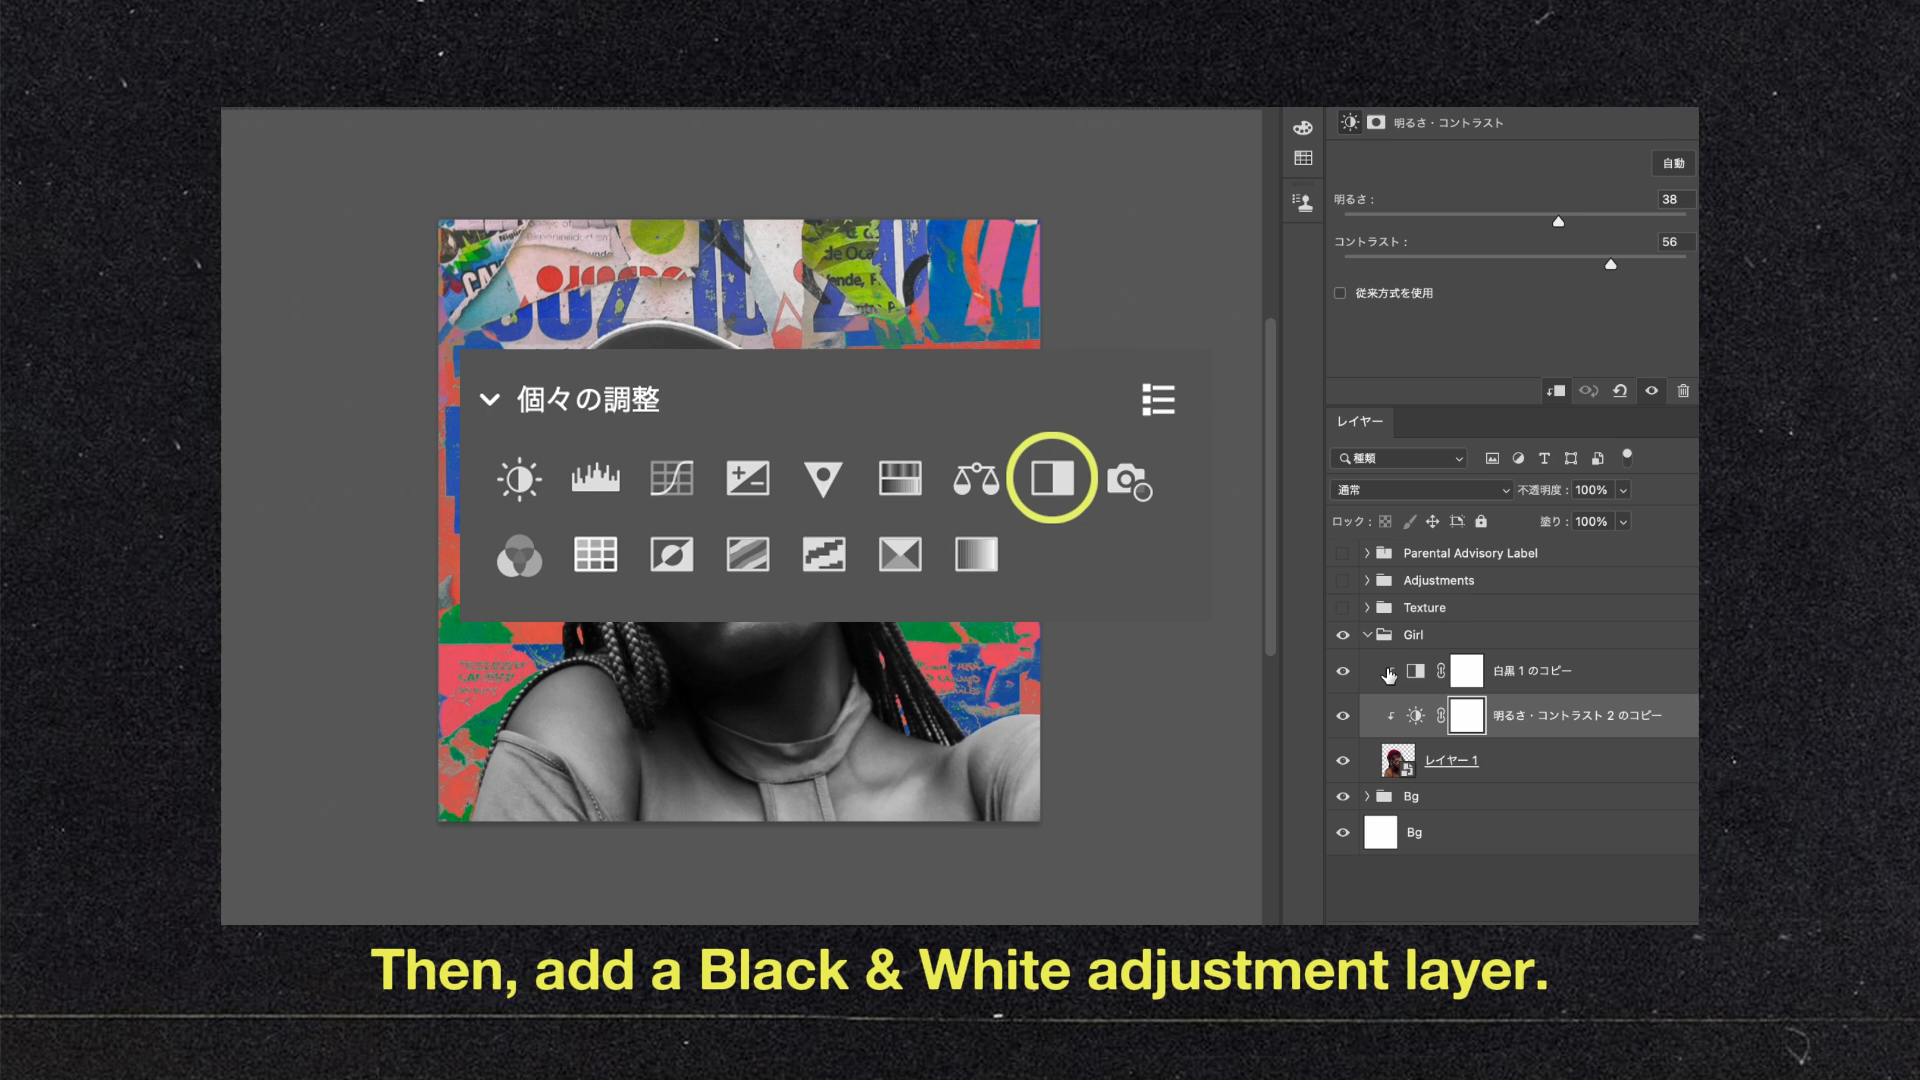 明るさ・コントラスト
自動
明るさ： 38
コントラスト： 56
従来方式を使用
de Oca
ende, F
個々の調整
レイヤー
種類
通常 不透明度： 100%
ロック： 塗り： 100%
Parental Advisory Label
Adjustments
Texture
Girl
白黒 1 のコピー
明るさ・コントラスト 2 のコピー
レイヤー 1
Bg
Bg
Then, add a Black & White adjustment layer.